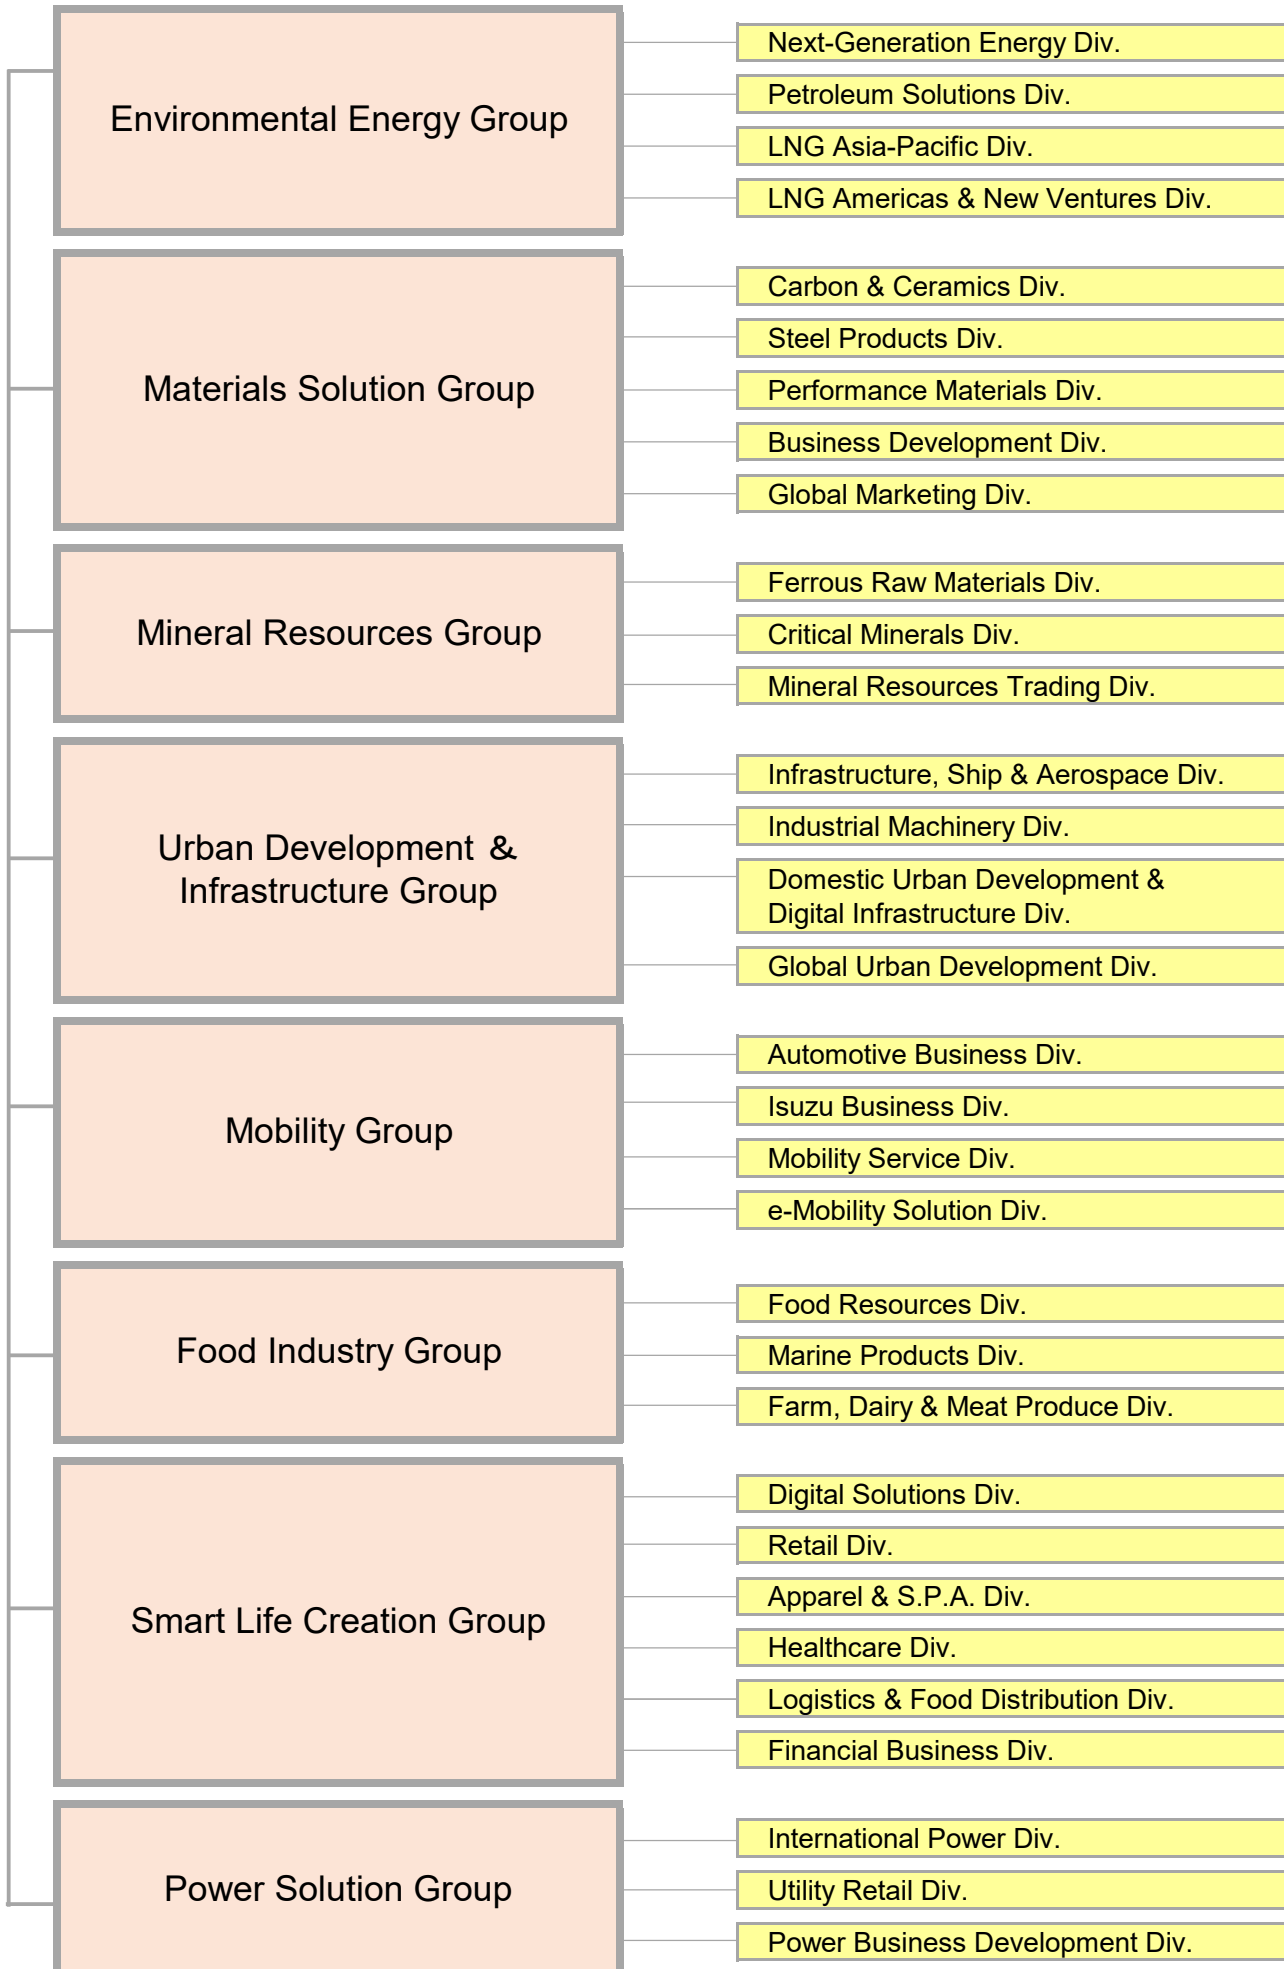 Environmental Energy Group
Next-Generation Energy Div.
Petroleum Solutions Div.
LNG Asia-Pacific Div.
LNG Americas & New Ventures Div.
Materials Solution Group
Carbon & Ceramics Div.
Steel Products Div.
Performance Materials Div.
Business Development Div.
Global Marketing Div.
Mineral Resources Group
Ferrous Raw Materials Div.
Critical Minerals Div.
Mineral Resources Trading Div.
Urban Development &
Infrastructure Group
Infrastructure, Ship & Aerospace Div.
Industrial Machinery Div.
Domestic Urban Development &
Digital Infrastructure Div.
Global Urban Development Div.
Mobility Group
Automotive Business Div.
Isuzu Business Div.
Mobility Service Div.
e-Mobility Solution Div.
Food Industry Group
Food Resources Div.
Marine Products Div.
Farm, Dairy & Meat Produce Div.
Smart Life Creation Group
Digital Solutions Div.
Retail Div.
Apparel & S.P.A. Div.
Healthcare Div.
Logistics & Food Distribution Div.
Financial Business Div.
Power Solution Group
International Power Div.
Utility Retail Div.
Power Business Development Div.